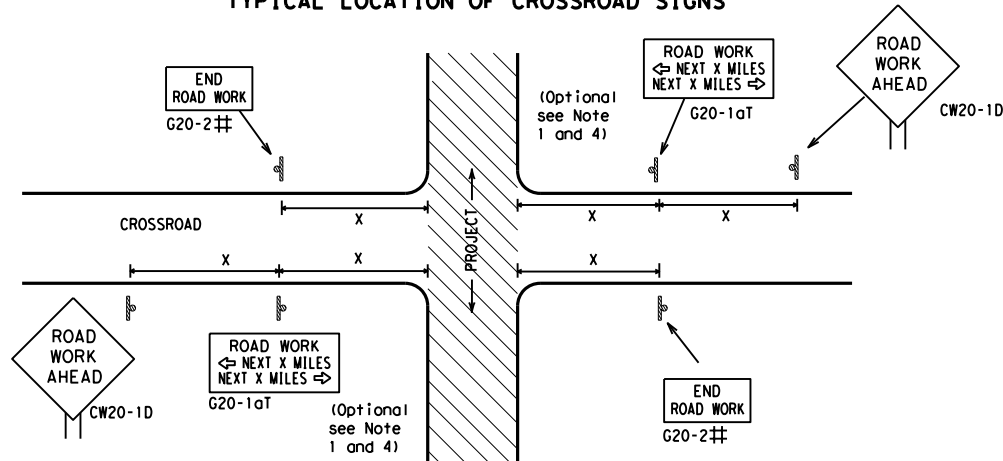 TYPICAL LOCATION OF CROSSROAD SIGNS
END
ROAD WORK
G20-2#
(Optional
see Note
1 and 4)
ROAD WORK
⇦ NEXT X MILES
NEXT X MILES ⇨
G20-1aT
ROAD
WORK
AHEAD
CW20-1D
X
X
X
CROSSROAD
PROJECT
X
X
X
ROAD
WORK
AHEAD
CW20-1D
ROAD WORK
⇦ NEXT X MILES
NEXT X MILES ⇨
G20-1aT
(Optional
see Note
1 and 4)
END
ROAD WORK
G20-2#